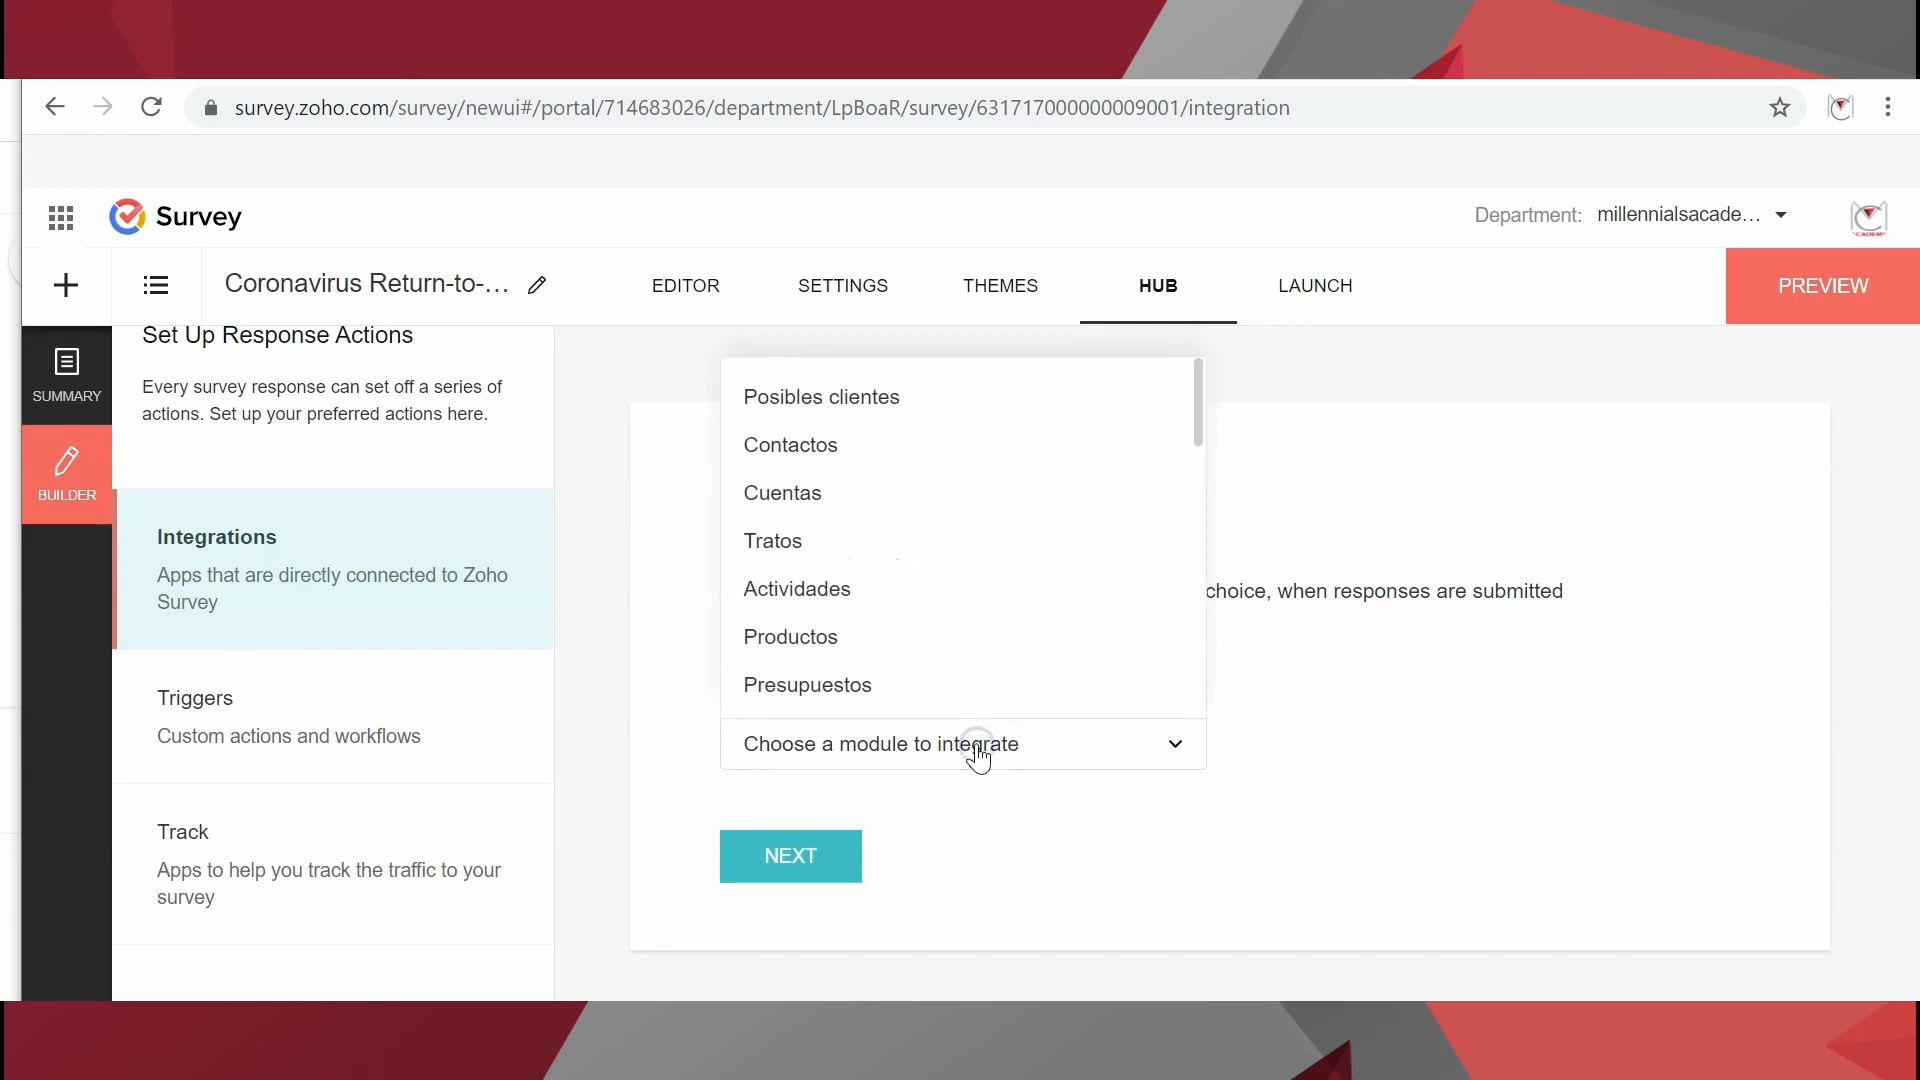 survey.zoho.com/survey/newui#/portal/714683026/department/LpBoaR/survey/631717000000009001/integration
Survey
Department: millennialsacade...
Coronavirus Return-to-...
EDITOR
SETTINGS
THEMES
HUB
LAUNCH
PREVIEW
SUMMARY
BUILDER
Set Up Response Actions
Every survey response can set off a series of
actions. Set up your preferred actions here.
Integrations
Apps that are directly connected to Zoho
Survey
Triggers
Custom actions and workflows
Track
Apps to help you track the traffic to your
survey
Posibles clientes
Contactos
Cuentas
Tratos
Actividades
Productos
Presupuestos
choice, when responses are submitted
Choose a module to integrate
NEXT